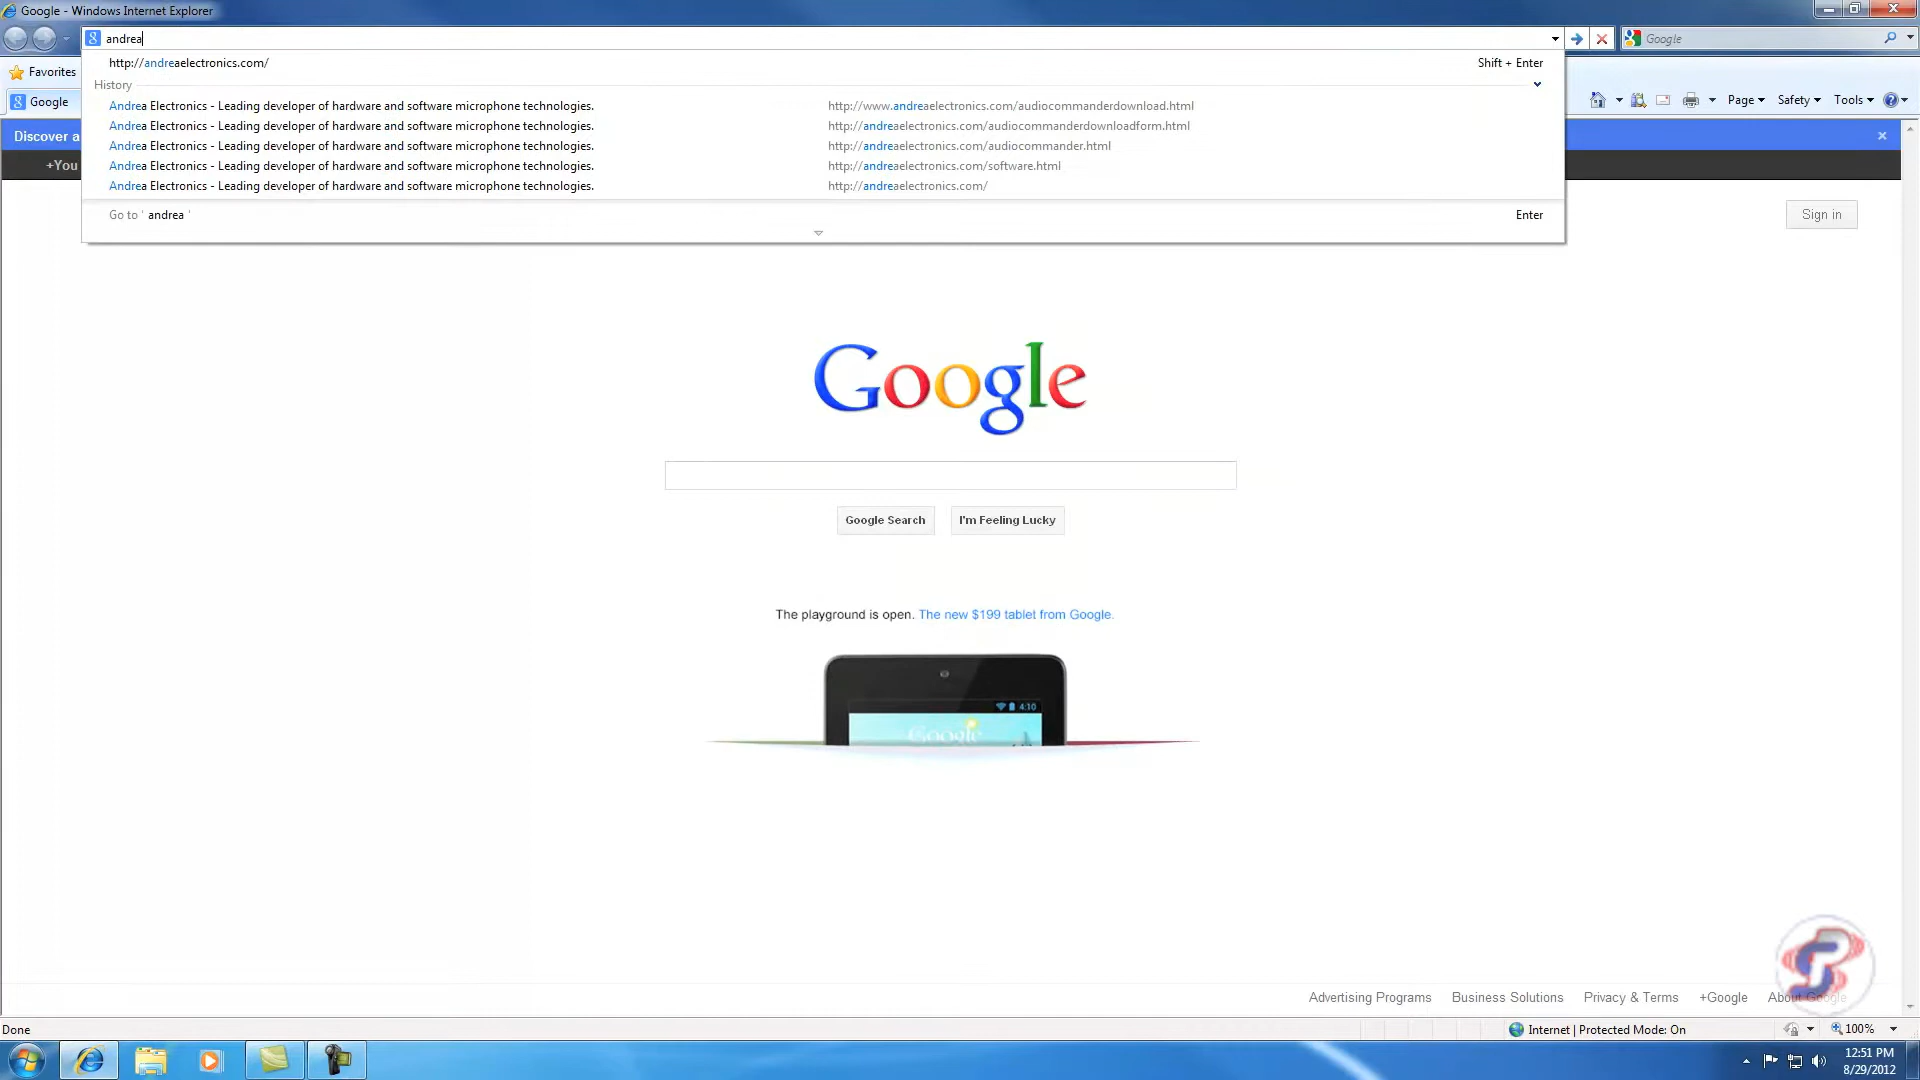 Google - Windows Internet Explorer
andrea
Google
http://andreaelectronics.com/ Shift + Enter
Favorites
History
Google
Andrea Electronics - Leading developer of hardware and software microphone technologies. http://www.andreaelectronics.com/audiocommanderdownload.html
Andrea Electronics - Leading developer of hardware and software microphone technologies. http://andreaelectronics.com/audiocommanderdownloadform.html
Andrea Electronics - Leading developer of hardware and software microphone technologies. http://andreaelectronics.com/audiocommander.html
Andrea Electronics - Leading developer of hardware and software microphone technologies. http://andreaelectronics.com/software.html
Andrea Electronics - Leading developer of hardware and software microphone technologies. http://andreaelectronics.com/
Page Safety Tools
Discover a
+You
Go to ' andrea ' Enter
Sign in
Google
Google Search I'm Feeling Lucky
The playground is open. The new $199 tablet from Google.
4:10
Google
Advertising Programs Business Solutions Privacy & Terms +Google About Google
Done Internet | Protected Mode: On 100%
12:51 PM
8/29/2012